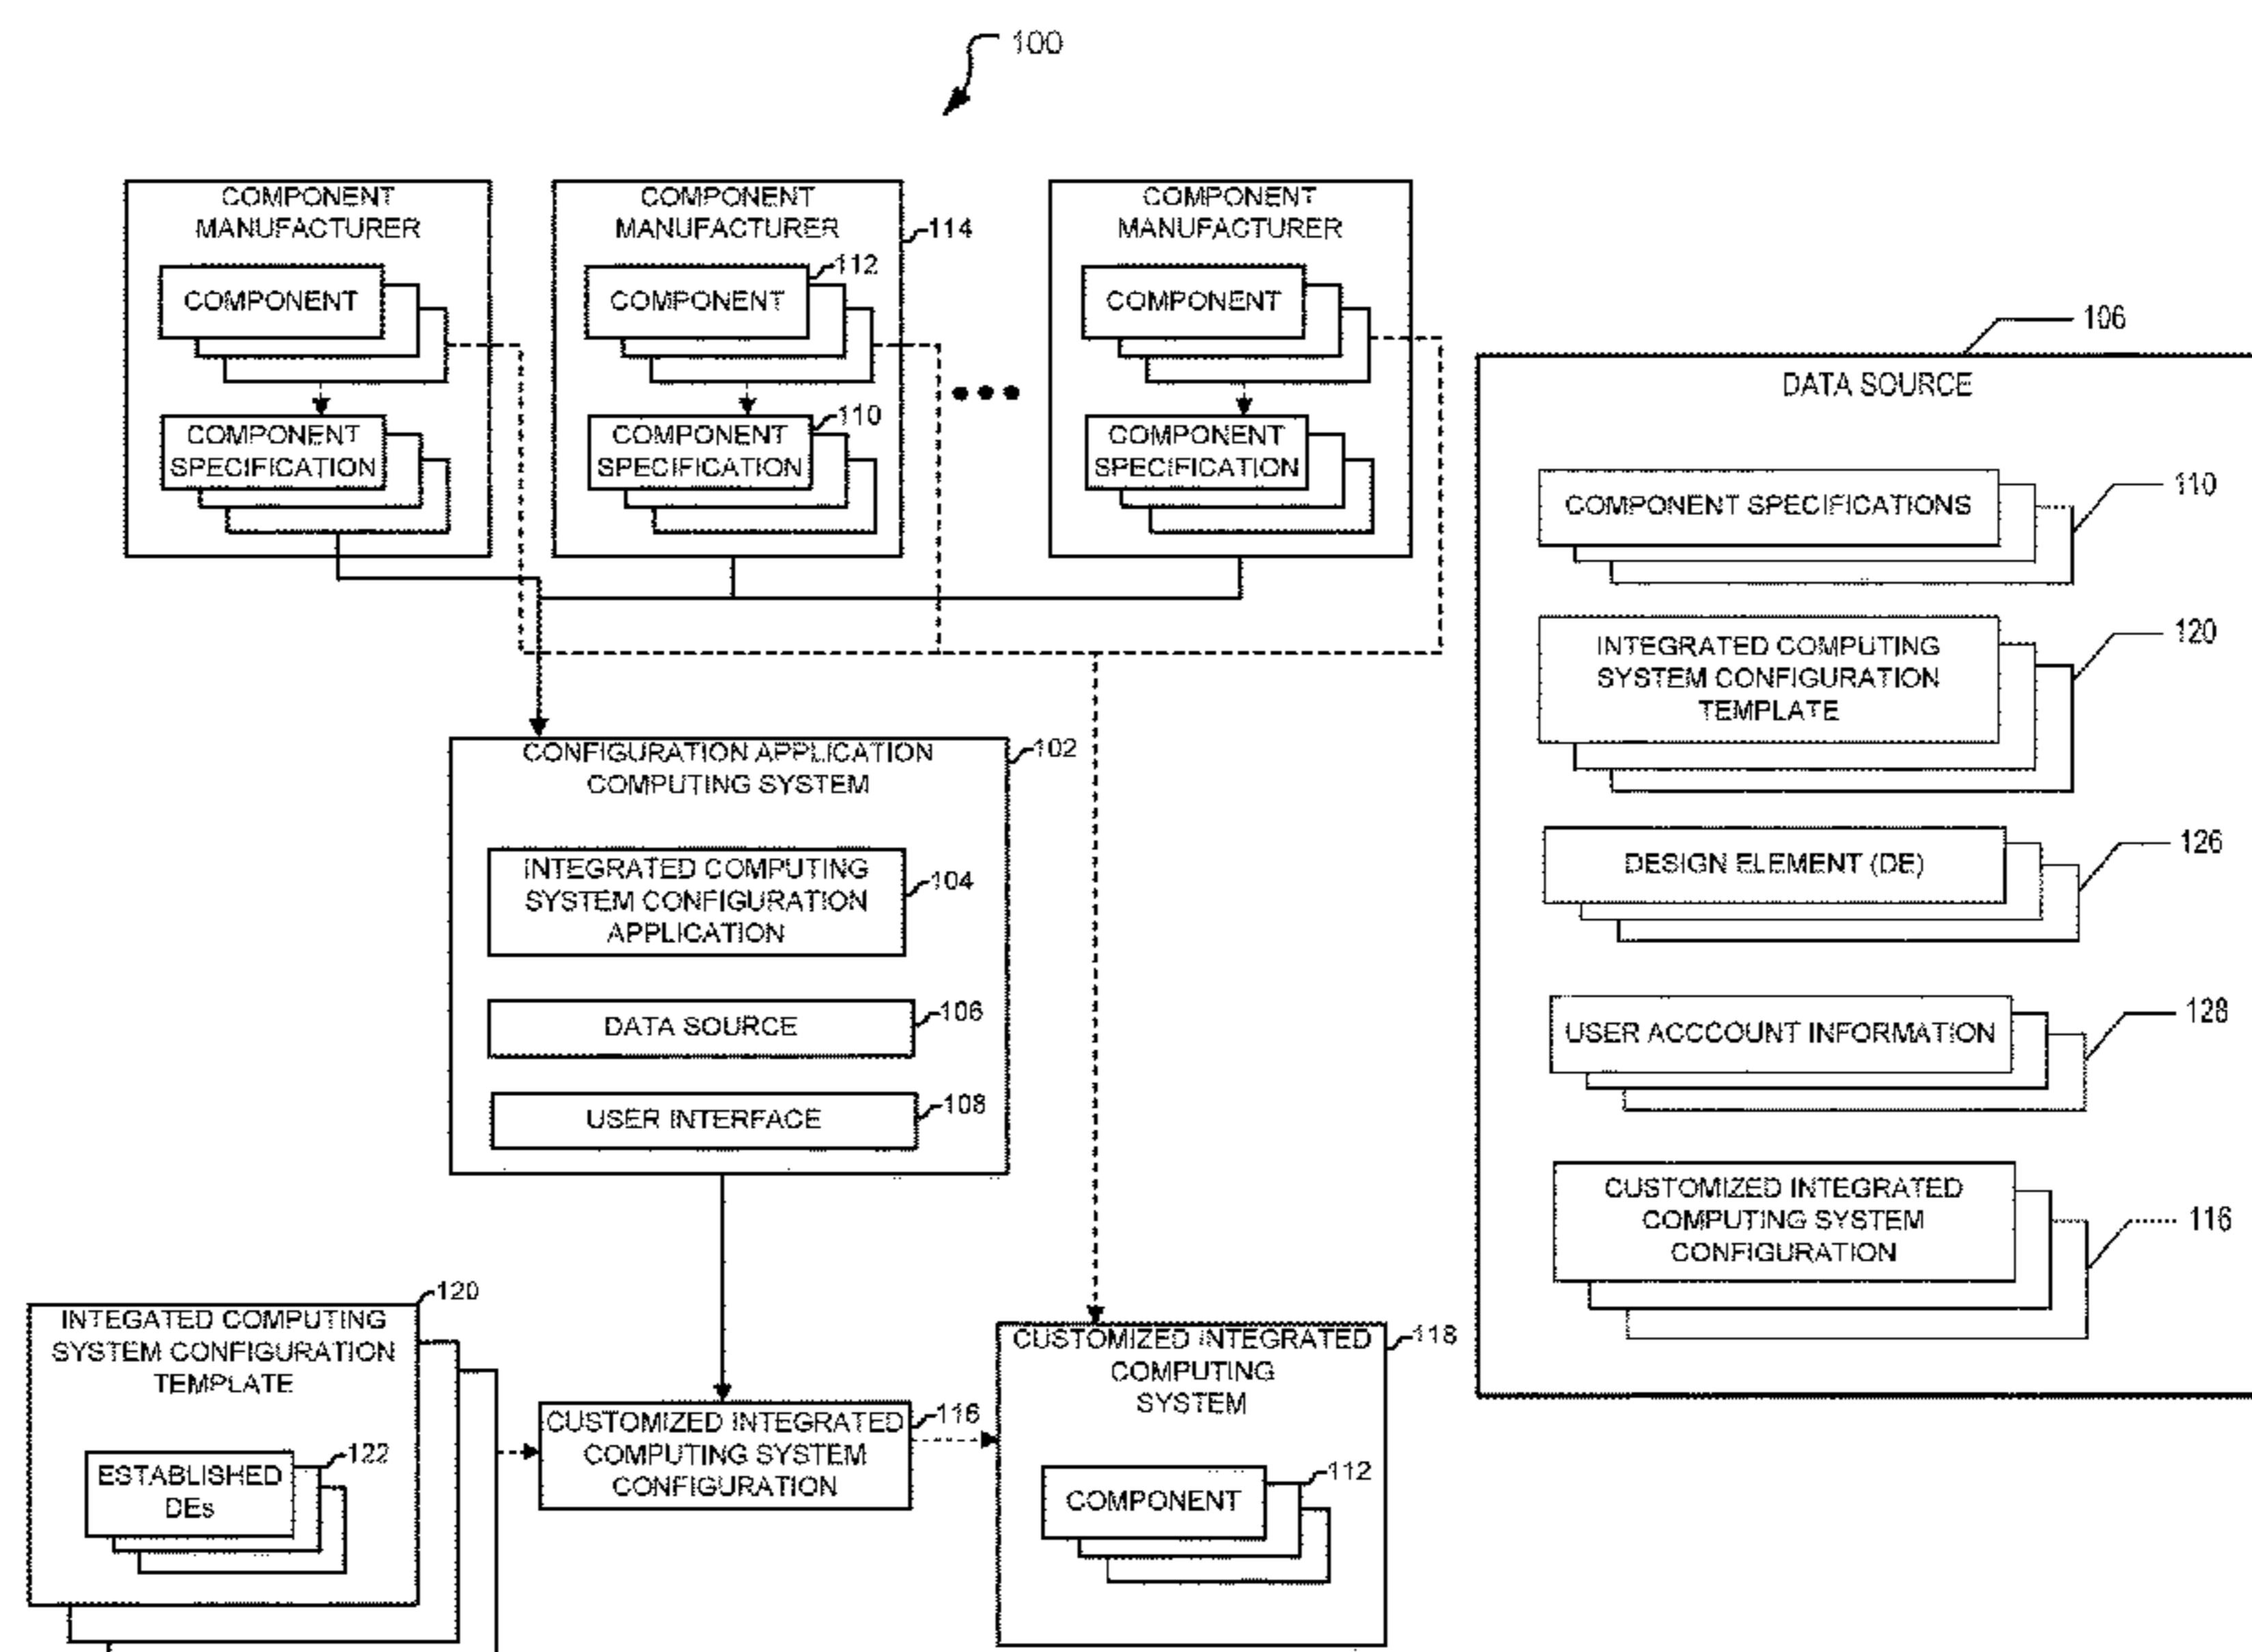 100
COMPONENT
MANUFACTURER
COMPONENT
COMPONENT
SPECIFICATION
COMPONENT
MANUFACTURER
114
112
COMPONENT
110
COMPONENT
SPECIFICATION
COMPONENT
MANUFACTURER
COMPONENT
COMPONENT
SPECIFICATION
CONFIGURATION APPLICATION
COMPUTING SYSTEM
102
INTEGRATED COMPUTING
SYSTEM CONFIGURATION
APPLICATION
104
DATA SOURCE
106
USER INTERFACE
108
120
INTEGATED COMPUTING
SYSTEM CONFIGURATION
TEMPLATE
122
ESTABLISHED
DEs
CUSTOMIZED INTEGRATED
COMPUTING SYSTEM
CONFIGURATION
116
CUSTOMIZED INTEGRATED
COMPUTING
SYSTEM
118
COMPONENT
112
106
DATA SOURCE
COMPONENT SPECIFICATIONS
110
INTEGRATED COMPUTING
SYSTEM CONFIGURATION
TEMPLATE
120
DESIGN ELEMENT (DE)
126
USER ACCCOUNT INFORMATION
128
CUSTOMIZED INTEGRATED
COMPUTING SYSTEM
CONFIGURATION
116